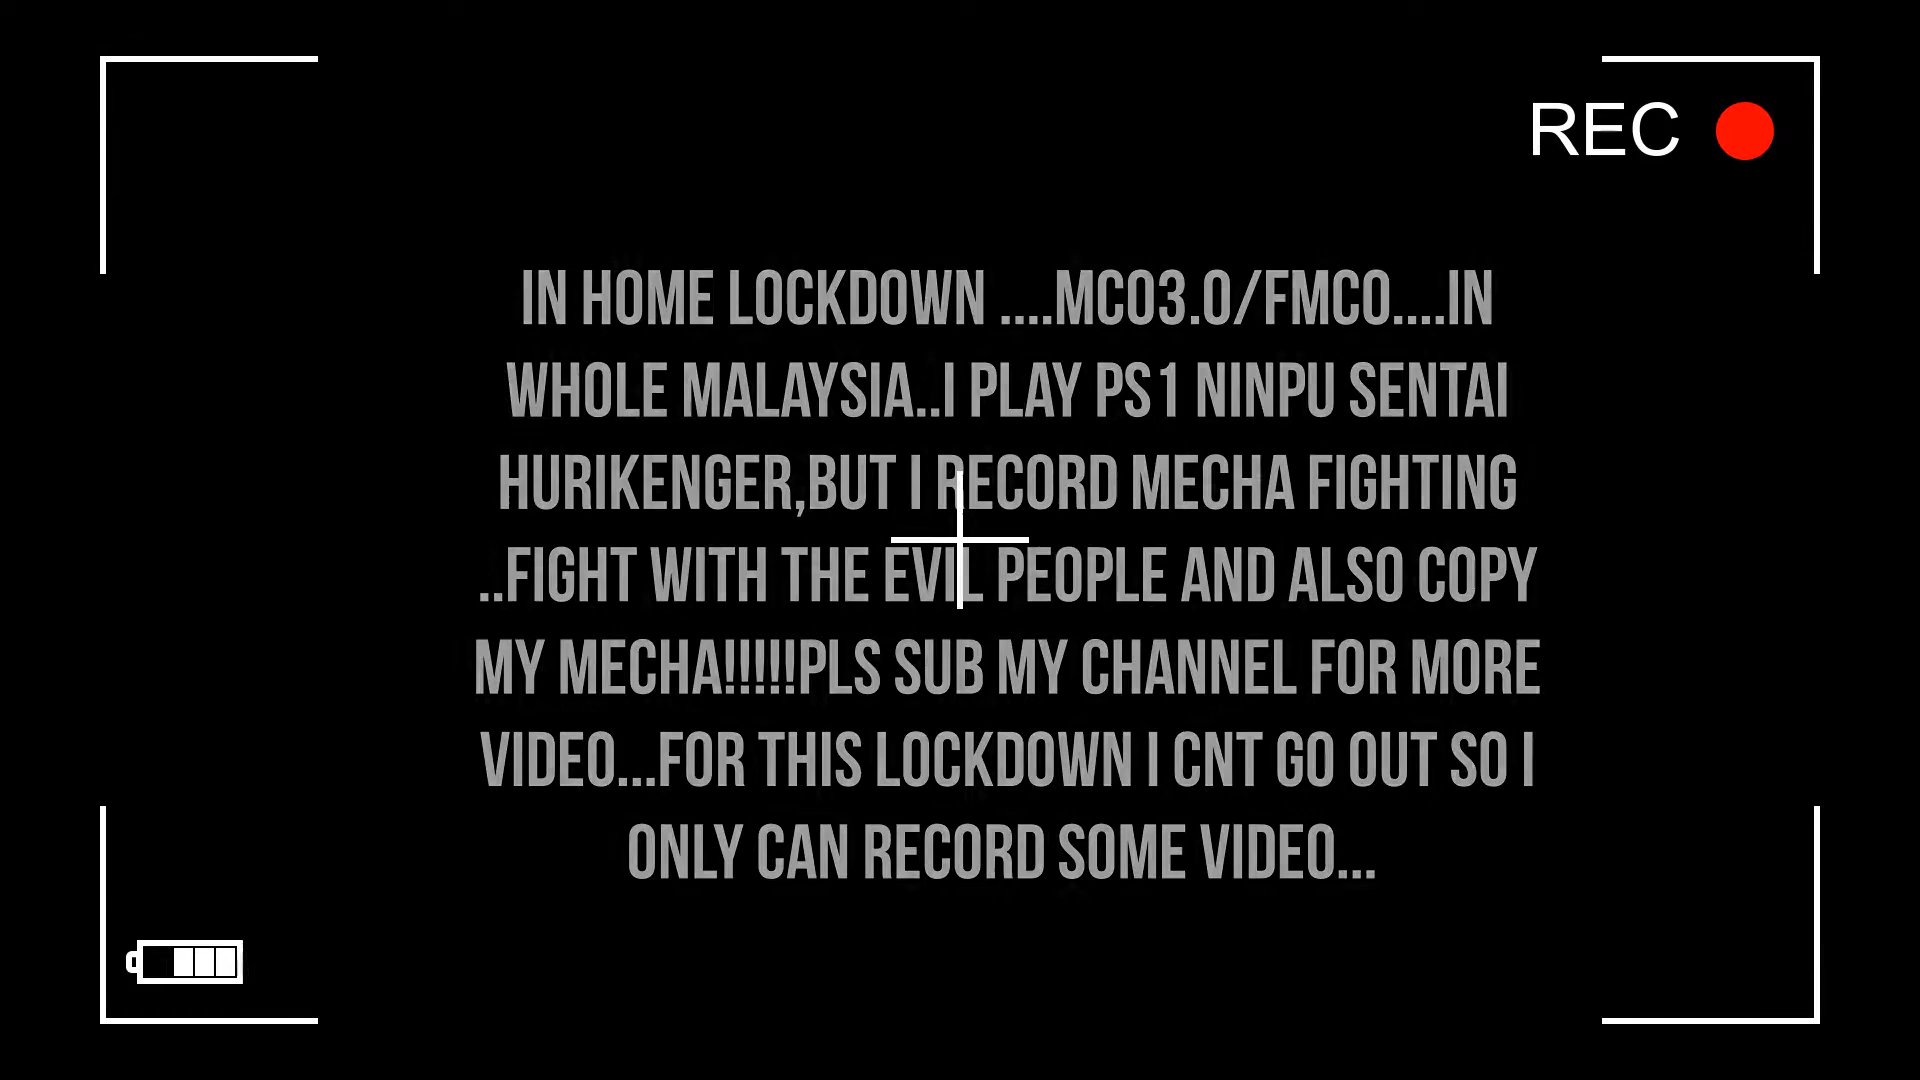 REC
IN HOME LOCKDOWN ....MCO3.0/FMCO....IN
WHOLE MALAYSIA..I PLAY PS1 NINPU SENTAI
HURIKENGER,BUT I RECORD MECHA FIGHTING
..FIGHT WITH THE EVIL PEOPLE AND ALSO COPY
MY MECHA!!!!!PLS SUB MY CHANNEL FOR MORE
VIDEO...FOR THIS LOCKDOWN I CNT GO OUT SO I
ONLY CAN RECORD SOME VIDEO...